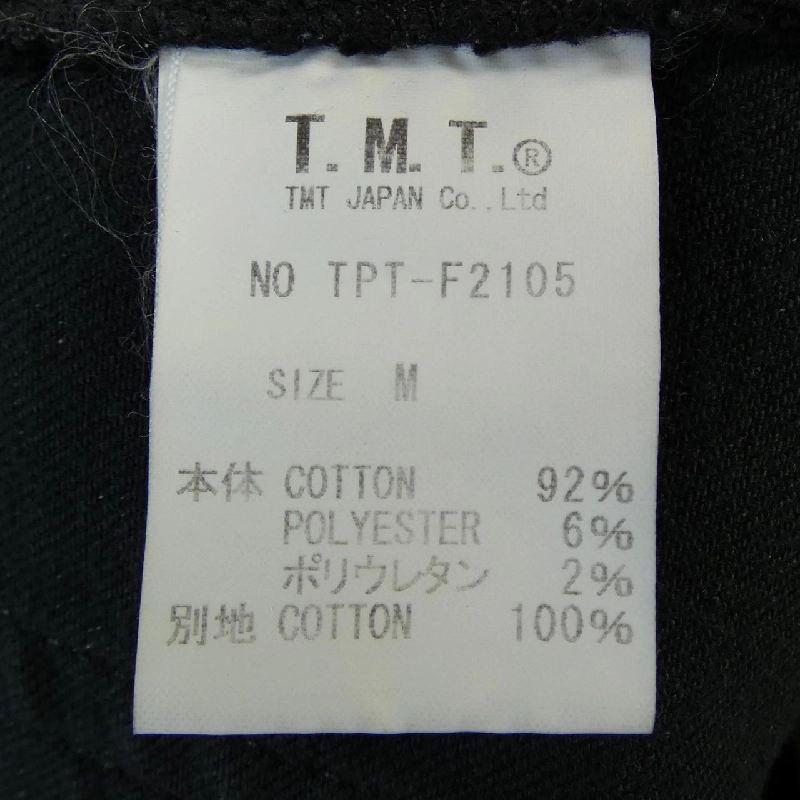 T.M.T.®
TMT JAPAN Co.,Ltd
NO TPT-F2105
SIZE M
本体 COTTON 92%
POLYESTER 6%
ポリウレタン 2%
別地 COTTON 100%